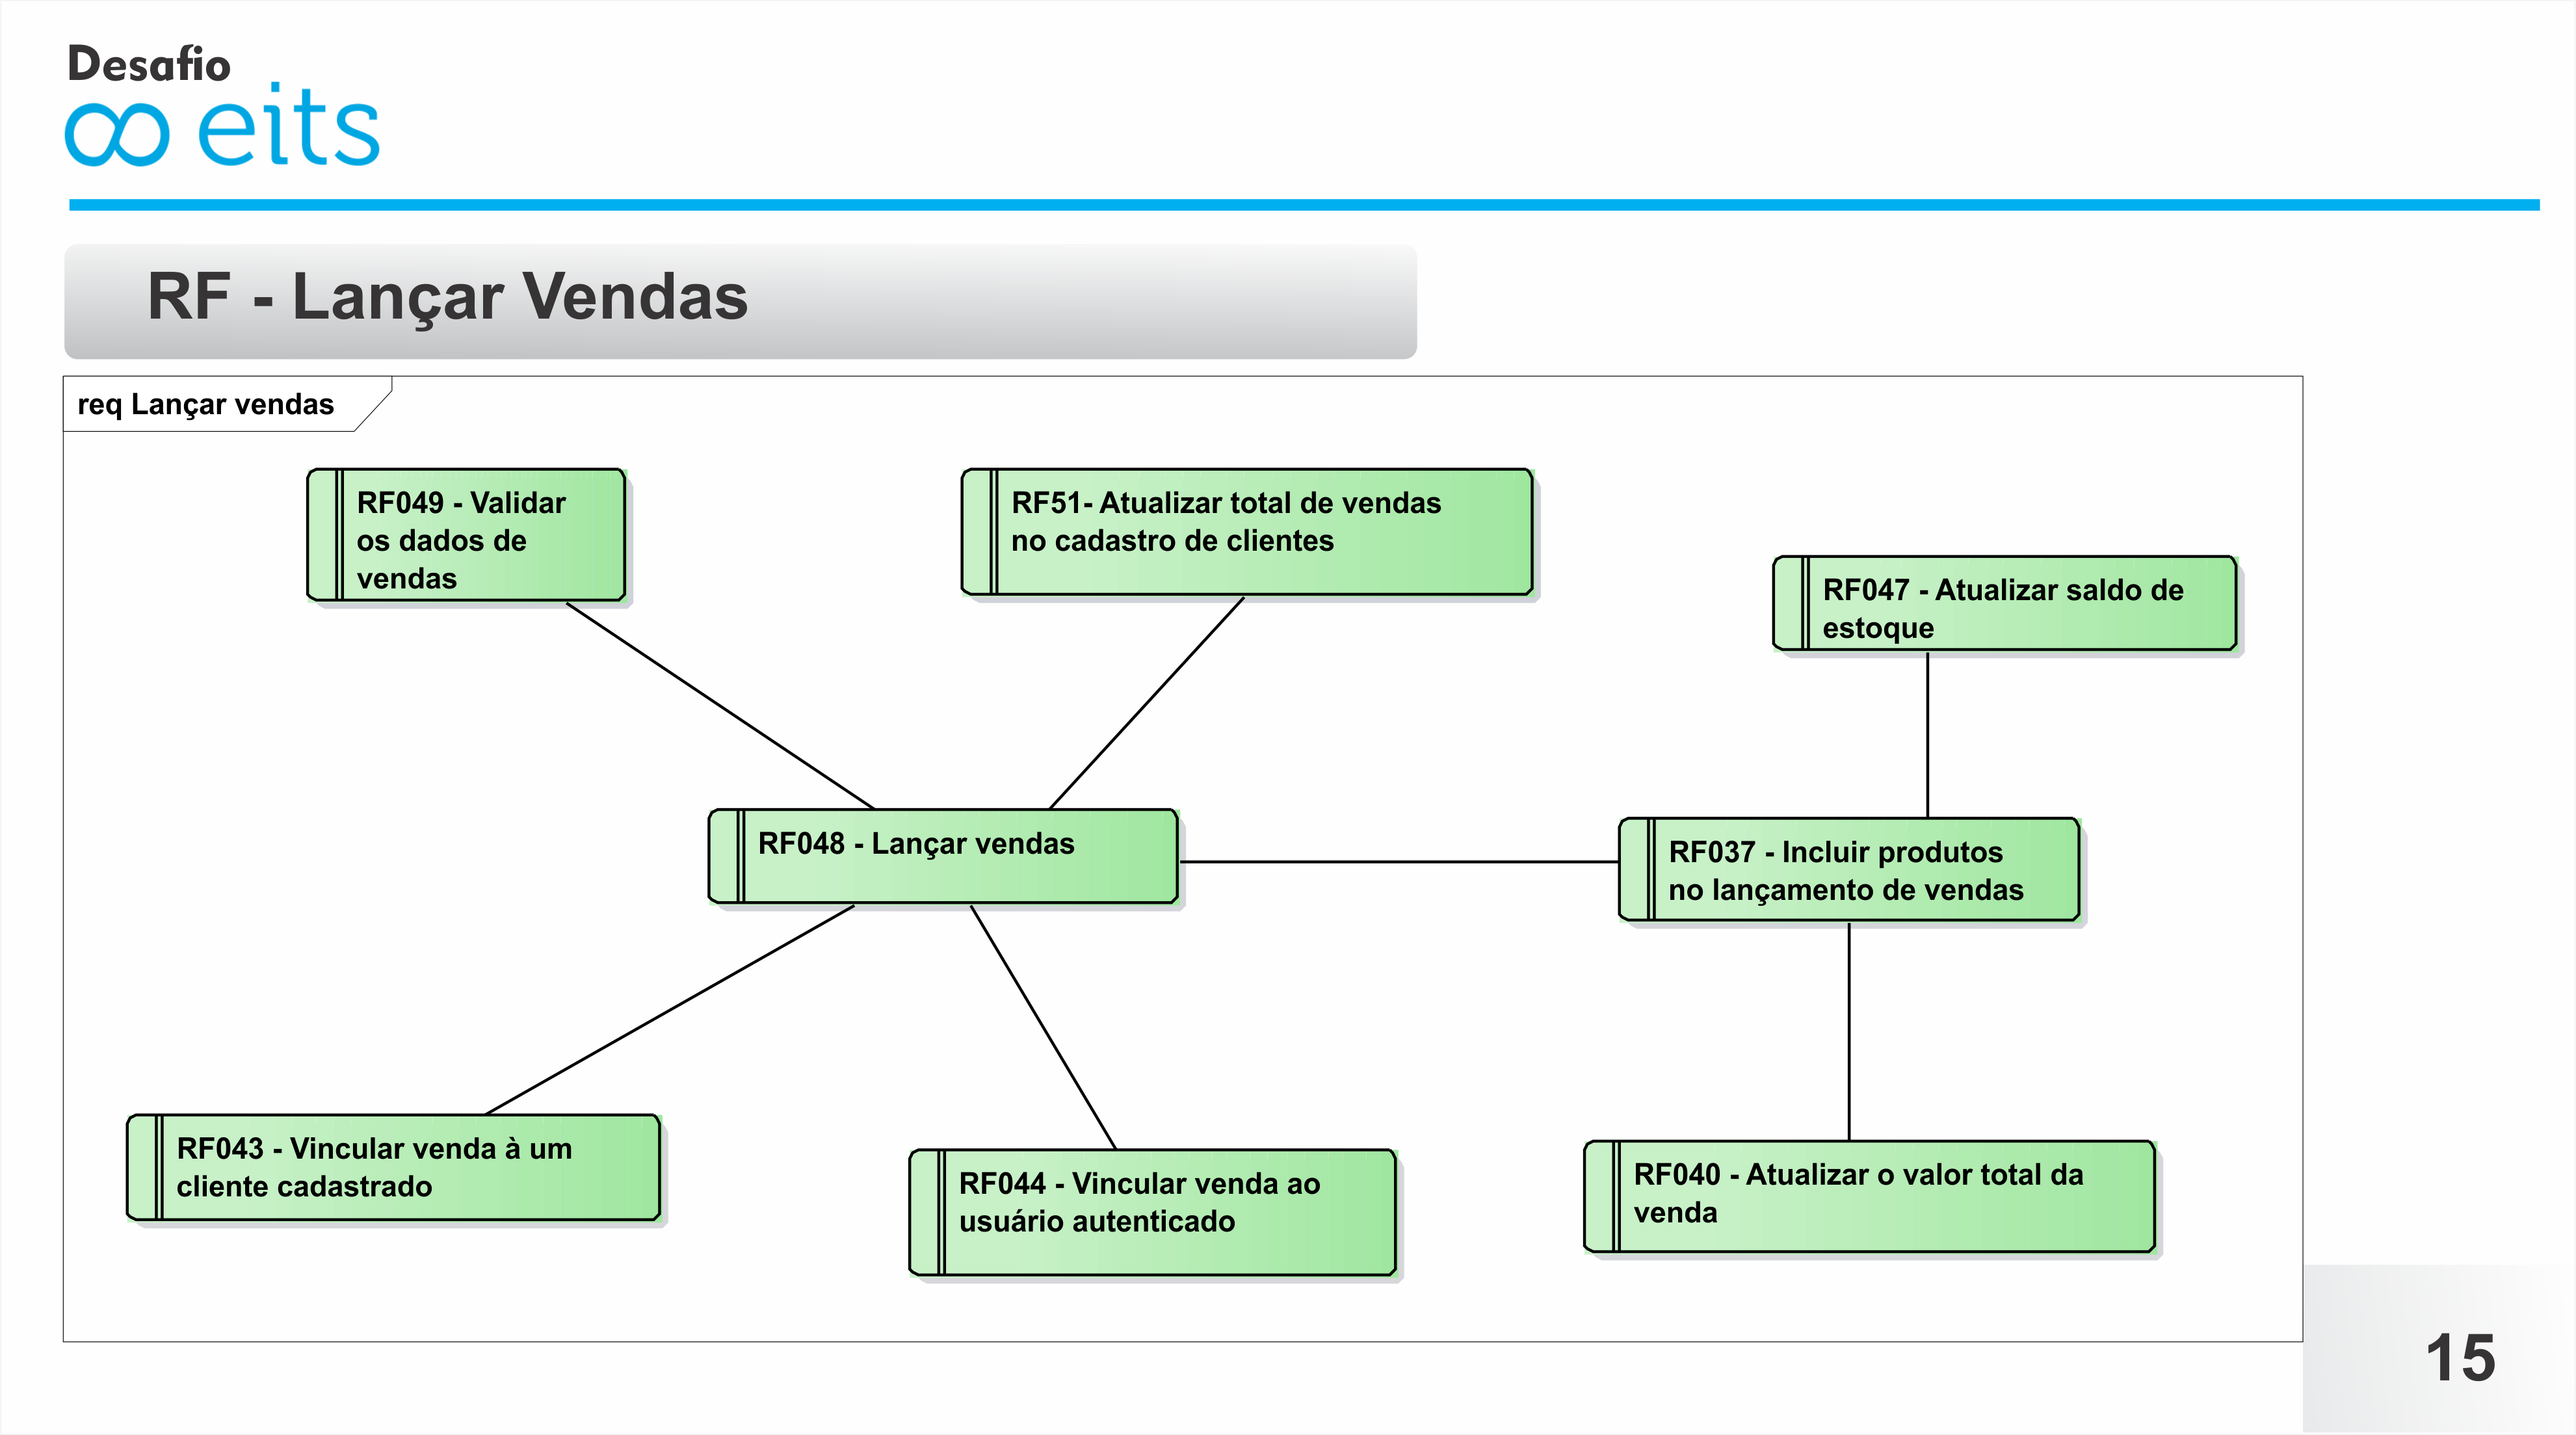 Desafio
eits
RF - Lançar Vendas
req Lançar vendas
RF049 - Validar
os dados de
vendas
RF51- Atualizar total de vendas
no cadastro de clientes
RF047 - Atualizar saldo de
estoque
RF048 - Lançar vendas
RF037 - Incluir produtos
no lançamento de vendas
RF043 - Vincular venda à um
cliente cadastrado
RF044 - Vincular venda ao
usuário autenticado
RF040 - Atualizar o valor total da
venda
15